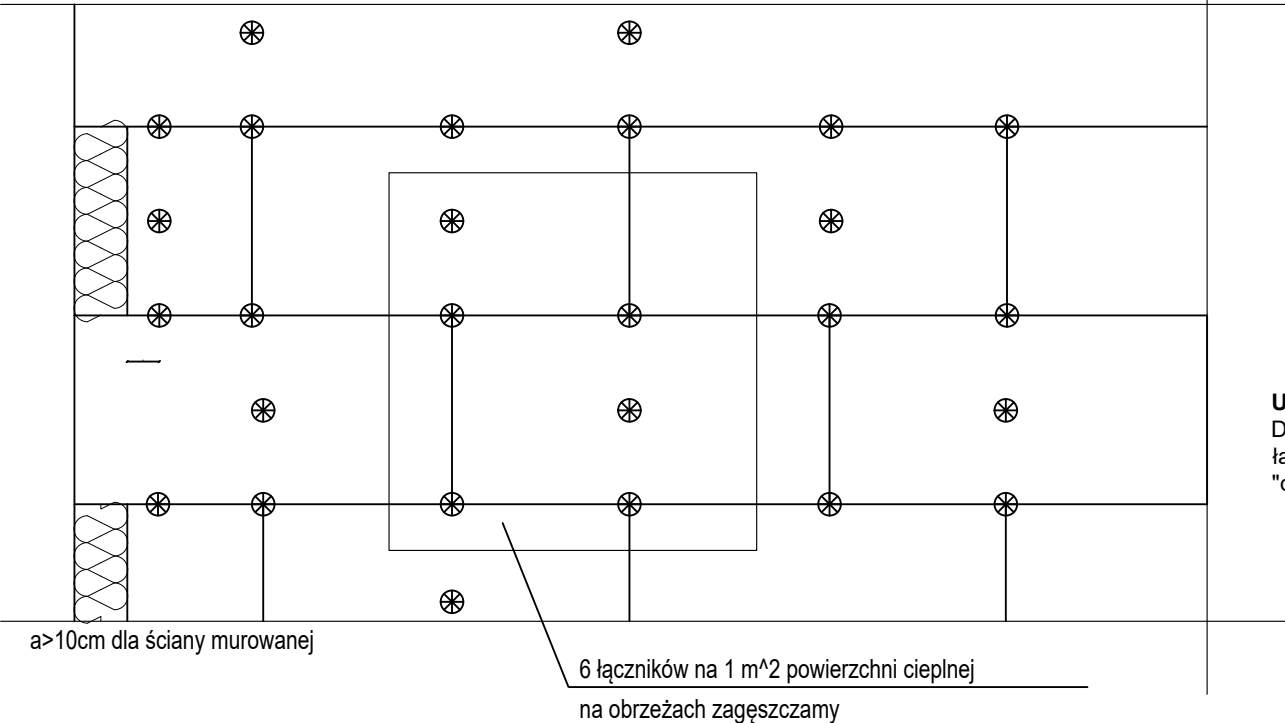 a>10cm dla ściany murowanej
6 łączników na 1 m^2 powierzchni cieplnej
na obrzeżach zagęszczamy